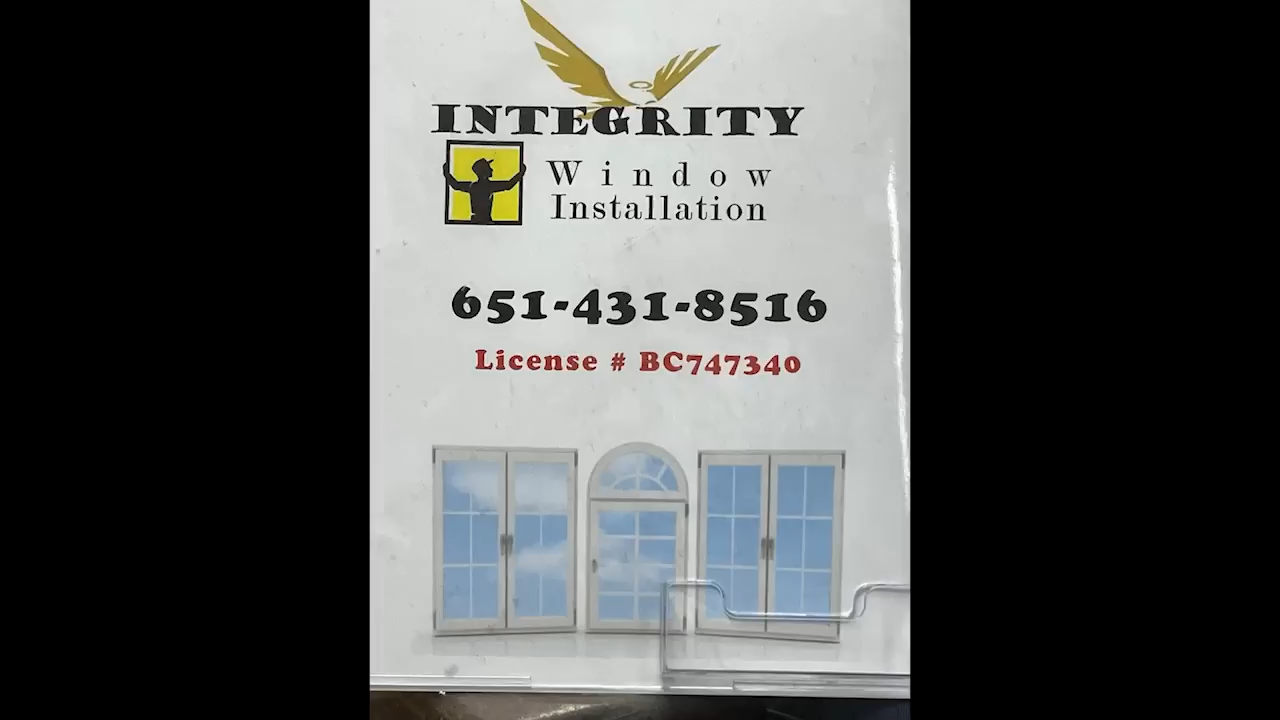 INTEGRITY
Window
Installation
651-431-8516
License # BC747340